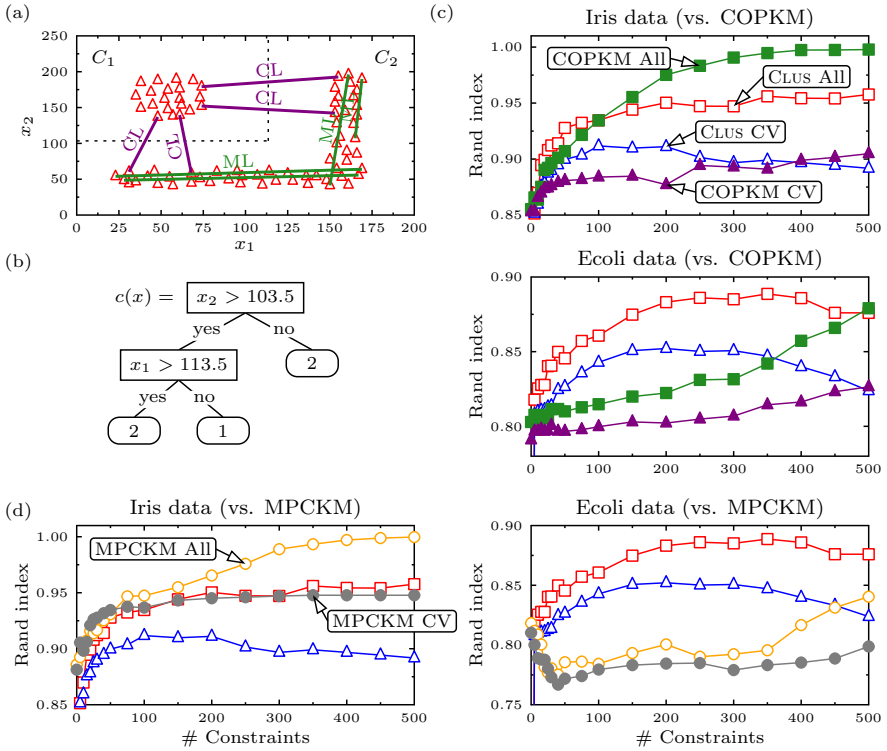 (a)
C1
C2
CL
CL
CL
CL
ML
ML
ML
250
200
150
100
50
0
x2
0
25
50
75
100
125
150
175
200
x1
(b)
c(x) =
x2 > 103.5
yes
no
x1 > 113.5
2
yes
no
2
1
(c)
Iris data (vs. COPKM)
COPKM All
CLUS All
CLUS CV
COPKM CV
1.00
0.95
0.90
0.85
Rand index
0
100
200
300
400
500
Ecoli data (vs. COPKM)
0.90
0.85
0.80
Rand index
0
100
200
300
400
500
(d)
Iris data (vs. MPCKM)
MPCKM All
MPCKM CV
1.00
0.95
0.90
0.85
Rand index
0
100
200
300
400
500
# Constraints
Ecoli data (vs. MPCKM)
0.90
0.85
0.80
0.75
Rand index
0
100
200
300
400
500
# Constraints